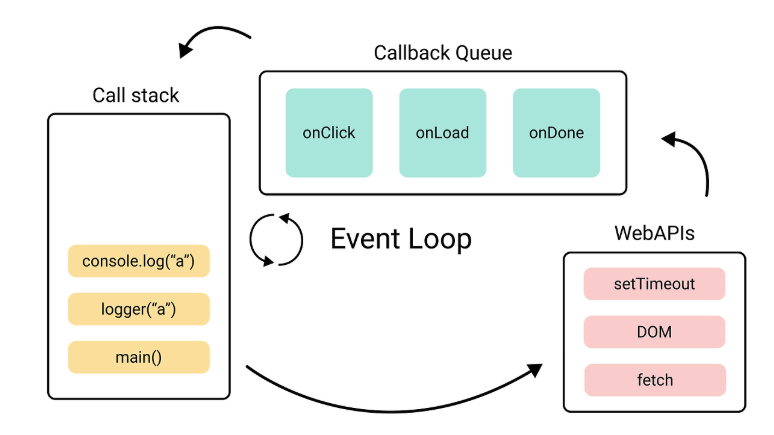 Callback Queue
Call stack
onClick
onLoad
onDone
Event Loop
console.log(“a”)
logger(“a”)
main()
WebAPIs
setTimeout
DOM
fetch